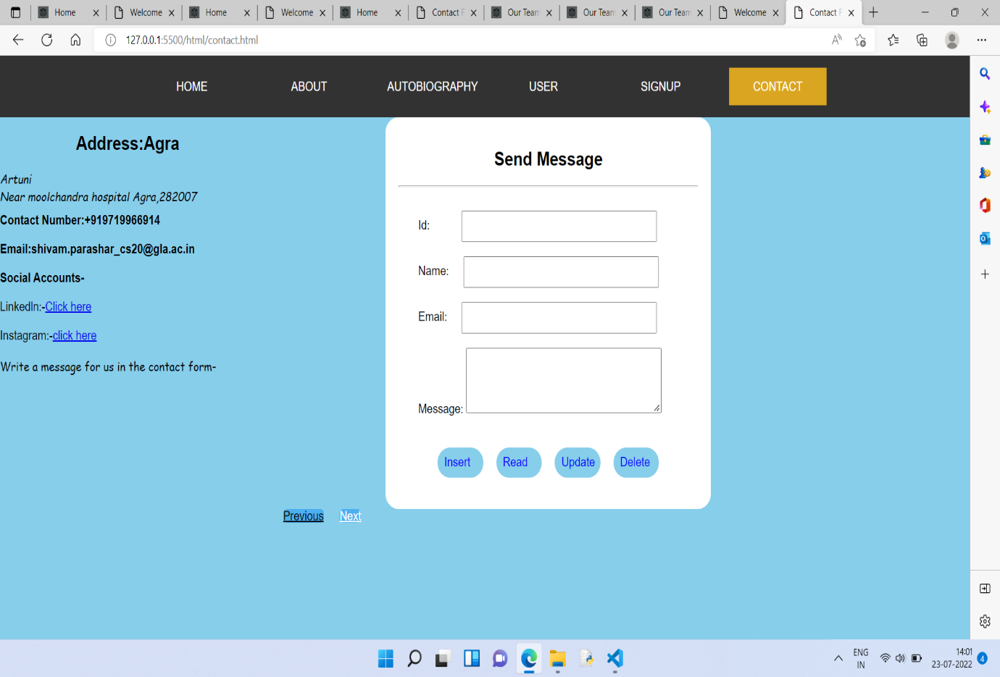 Home
Welcome
Home
Welcome
Home
Contact F
Our Team
Our Team
Our Team
Welcome
Contact F
127.0.0.1:5500/html/contact.html
HOME ABOUT AUTOBIOGRAPHY USER SIGNUP CONTACT
Address:Agra
Artuni
Near moolchandra hospital Agra,282007
Contact Number:+919719966914
Email:shivam.parashar_cs20@gla.ac.in
Social Accounts-
LinkedIn:-Click here
Instagram:-click here
Write a message for us in the contact form-
Send Message
Id:
Name:
Email:
Message:
Insert Read Update Delete
Previous Next
ENG
IN
14:01
23-07-2022
4